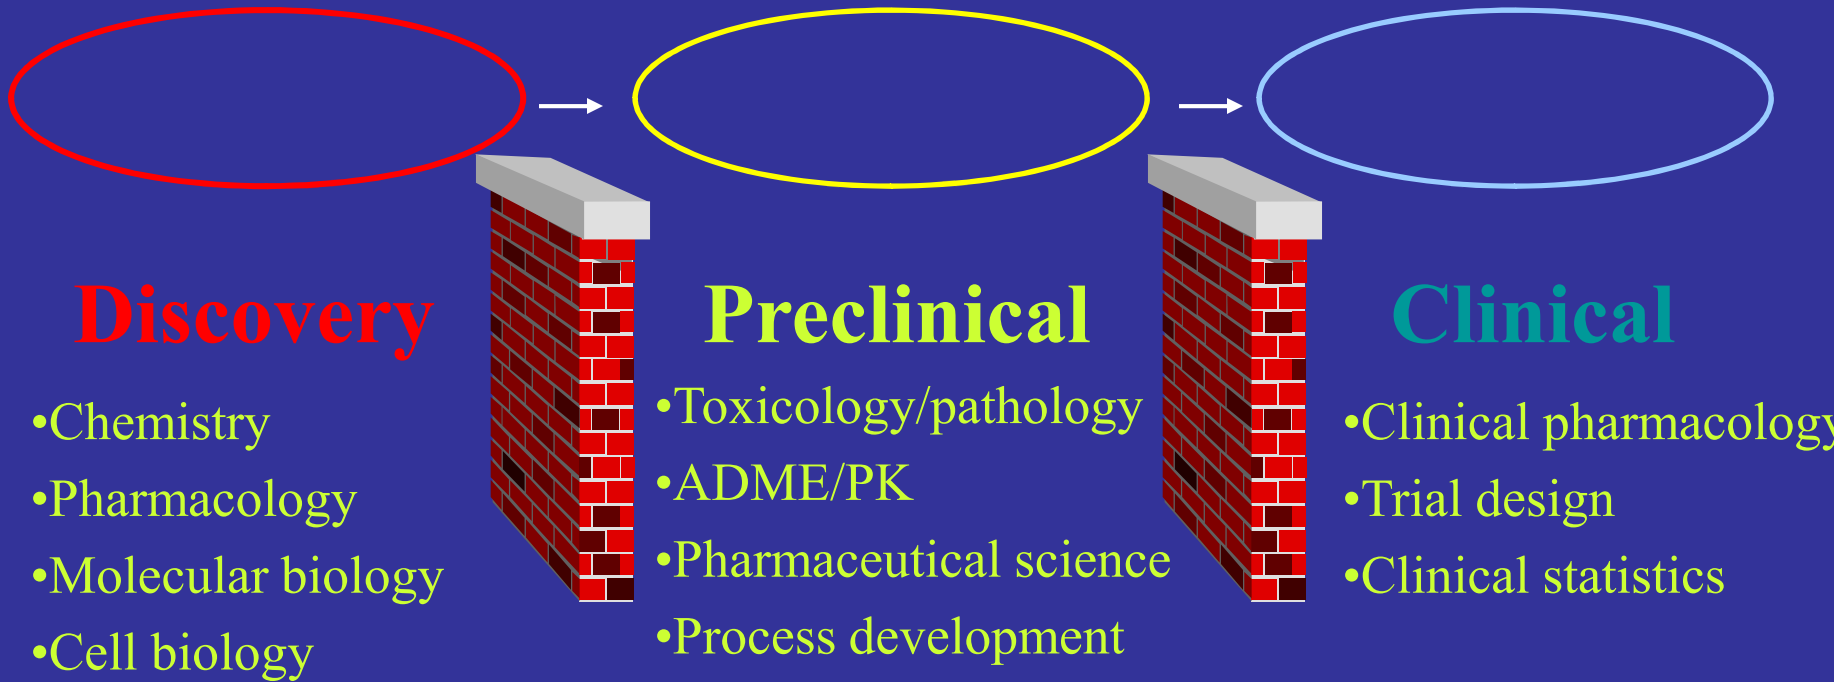 Discovery
•Chemistry
•Pharmacology
•Molecular biology
•Cell biology
Preclinical
•Toxicology/pathology
•ADME/PK
•Pharmaceutical science
•Process development
Clinical
•Clinical pharmacology
•Trial design
•Clinical statistics